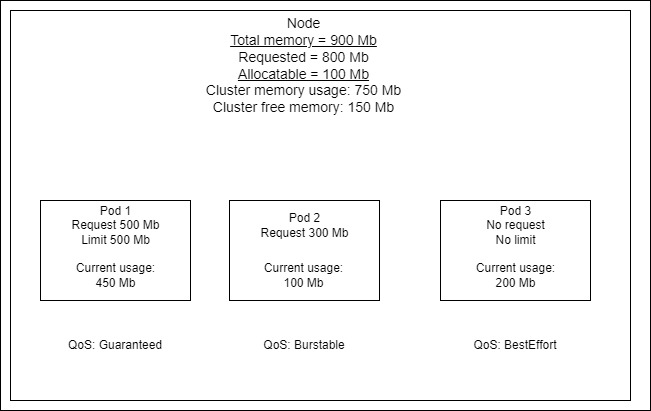 Node
Total memory = 900 Mb
Requested = 800 Mb
Allocatable = 100 Mb
Cluster memory usage: 750 Mb
Cluster free memory: 150 Mb
Pod 1
Request 500 Mb
Limit 500 Mb
Current usage:
450 Mb
Pod 2
Request 300 Mb
Current usage:
100 Mb
Pod 3
No request
No limit
Current usage:
200 Mb
QoS: Guaranteed
QoS: Burstable
QoS: BestEffort